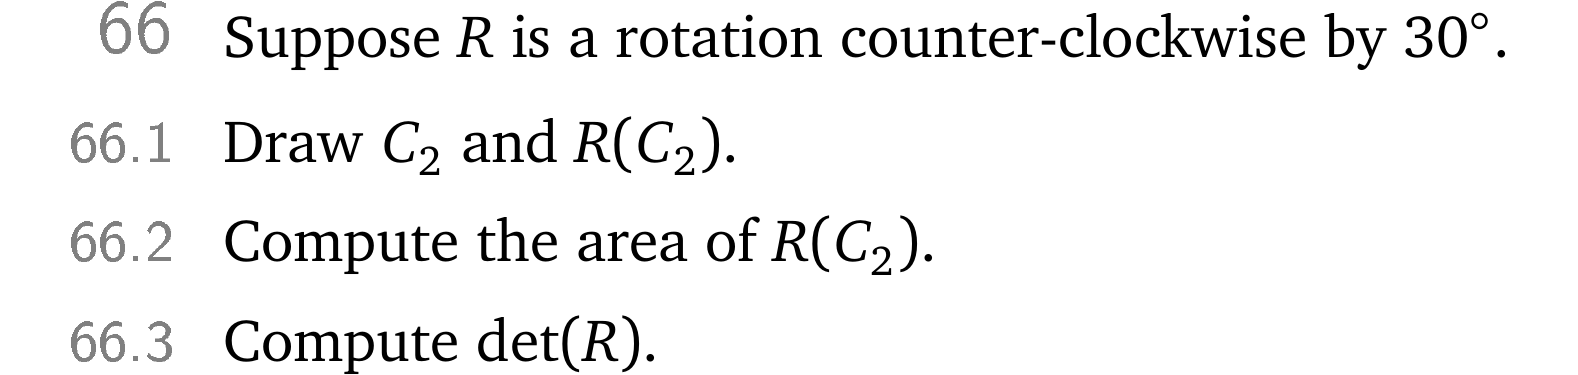 66 Suppose R is a rotation counter-clockwise by 30°.
66.1 Draw C₂ and R(C₂).
66.2 Compute the area of R(C₂).
66.3 Compute det(R).